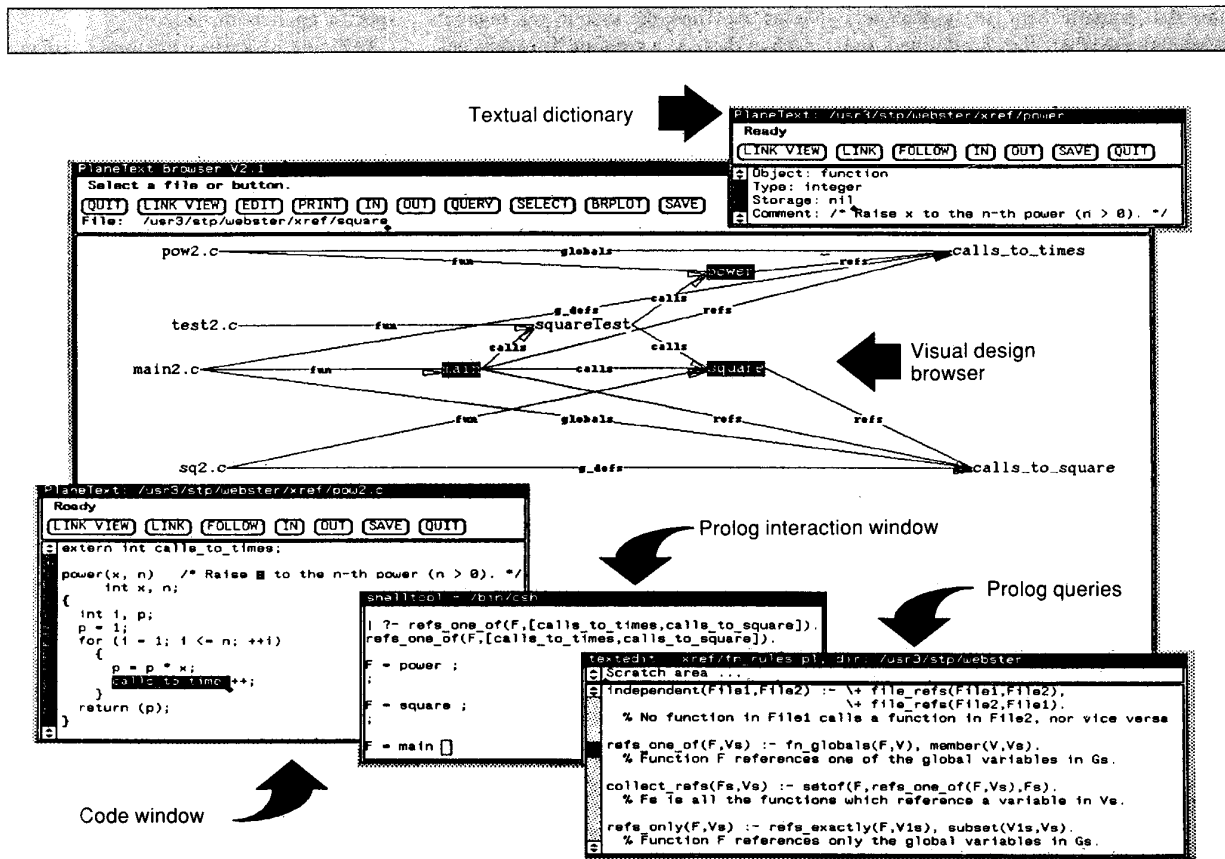 Textual dictionary
PlaneText: /usr3/stp/webster/xref/power
Ready
LINK VIEW LINK FOLLOW IN OUT SAVE QUIT
Object: function
Type: integer
Storage: nil
Comment: /* Raise x to the n-th power (n > 0). */
PlaneText browser V2.1
Select a file or button.
QUIT LINK VIEW EDIT PRINT IN OUT QUERY SELECT BRPLOT SAVE
File: /usr3/stp/webster/xref/square
pow2.c globals calls_to_times
fun power refs
calls
g_defs refs
test2.c fun squareTest
calls calls
main2.c fun main calls square
Visual design
browser
fun globals refs refs
sq2.c g_defs calls_to_square
PlaneText: /usr3/stp/webster/xref/pow2.c
Ready
LINK VIEW LINK FOLLOW IN OUT SAVE QUIT
extern int calls_to_times;
power(x, n) /* Raise x to the n-th power (n > 0). */
int x, n;
{
int i, p;
p = 1;
for (i = 1; i <= n; ++i)
{
p = p * x;
calls_to_time ++;
}
return (p);
}
Code window
Prolog interaction window
shelltool - /bin/csh
| ?- refs_one_of(F,[calls_to_times,calls_to_square]).
refs_one_of(F,[calls_to_times,calls_to_square]).
F = power ;
;
F = square ;
;
F = main
Prolog queries
textedit - xref/fn_rules.pl, dir: /usr3/stp/webster
Scratch area ...
independent(File1,File2) :- \+ file_refs(File1,File2),
\+ file_refs(File2,File1).
% No function in File1 calls a function in File2, nor vice versa
refs_one_of(F,Vs) :- fn_globals(F,V), member(V,Vs).
% Function F references one of the global variables in Gs.
collect_refs(Fs,Vs) :- setof(F,refs_one_of(F,Vs),Fs).
% Fs is all the functions which reference a variable in Vs.
refs_only(F,Vs) :- refs_exactly(F,V1s), subset(V1s,Vs).
% Function F references only the global variables in Gs.